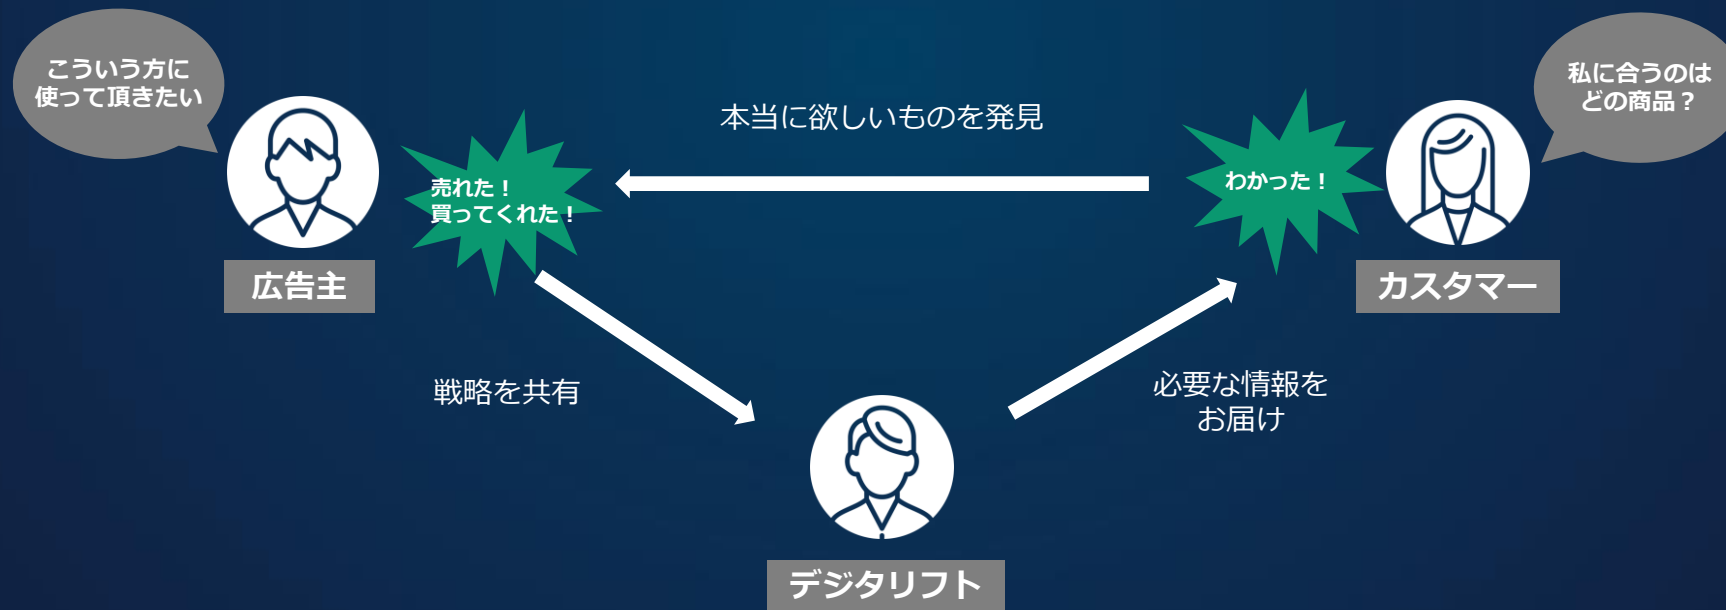 こういう方に
使って頂きたい
私に合うのは
どの商品？
本当に欲しいものを発見
売れた！
買ってくれた！
わかった！
広告主
カスタマー
戦略を共有
必要な情報を
お届け
デジタリフト